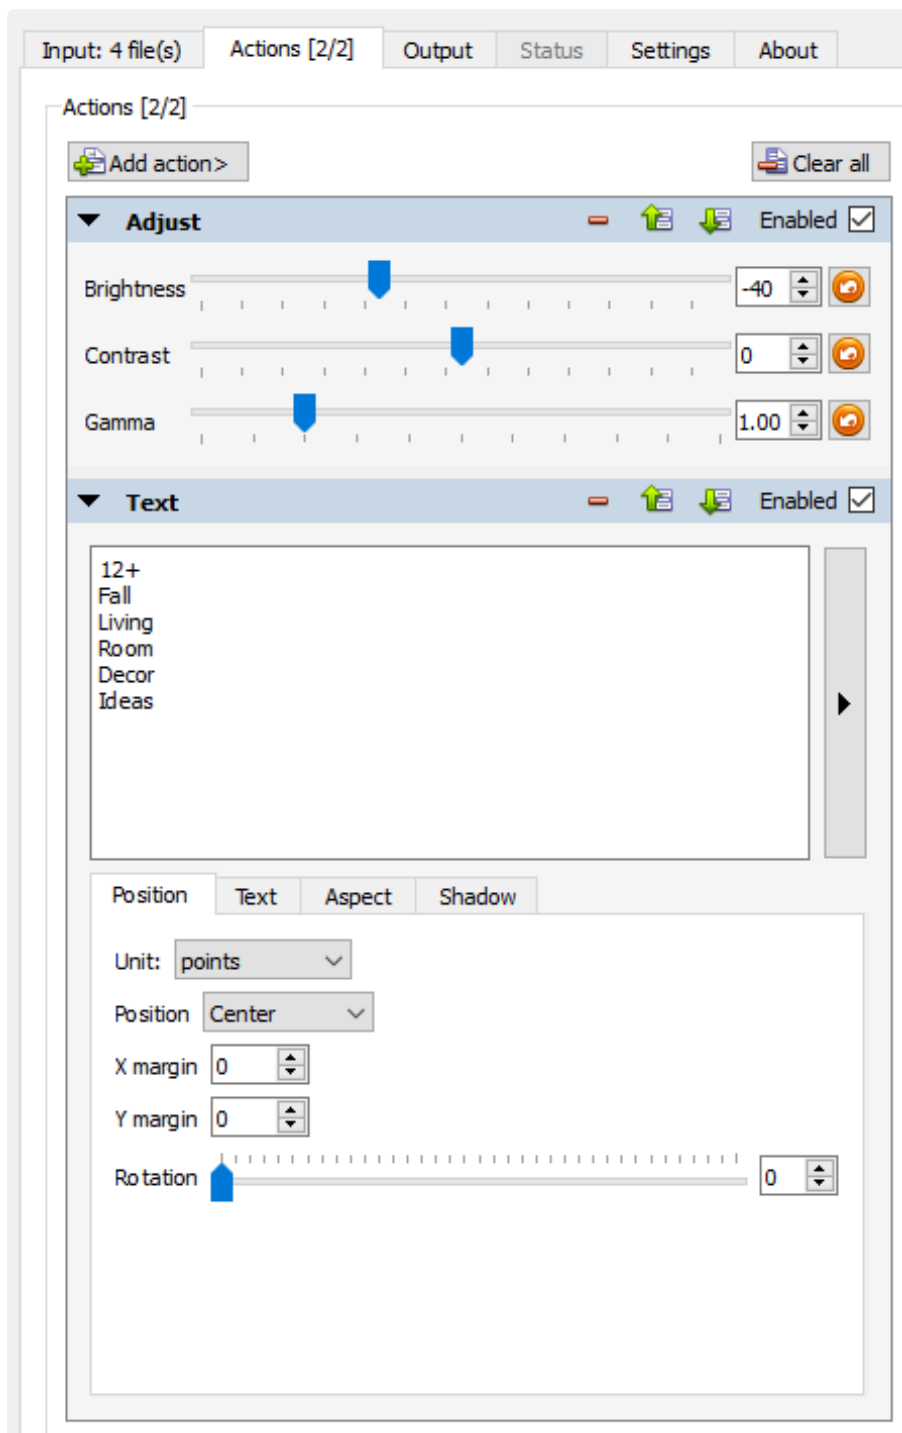 Input: 4 file(s) Actions [2/2] Output Status Settings About
Actions [2/2]
Add action> Clear all
Adjust Enabled
Brightness -40
Contrast 0
Gamma 1.00
Text Enabled
12+
Fall
Living
Room
Decor
Ideas
Position Text Aspect Shadow
Unit: points
Position Center
X margin 0
Y margin 0
Rotation 0